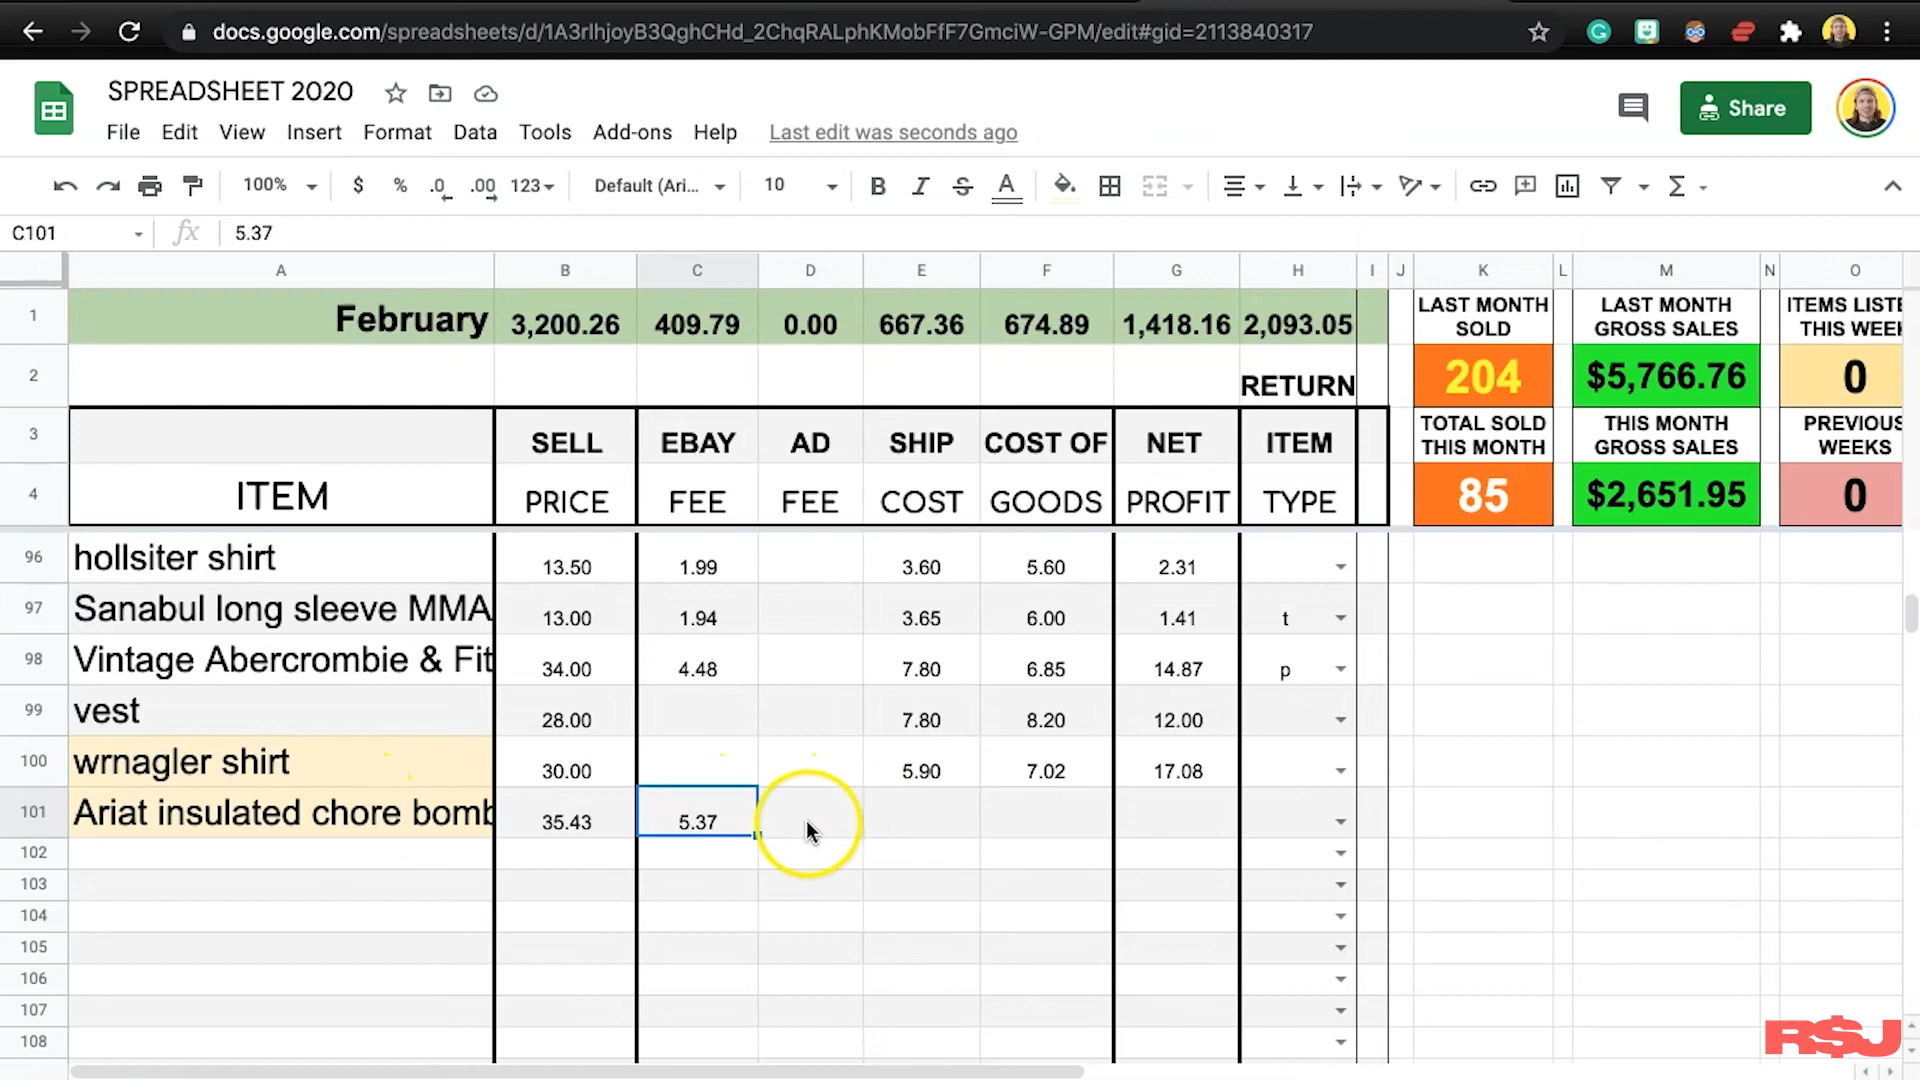 docs.google.com/spreadsheets/d/1A3rlhjoyB3QghCHd_2ChqRALphKMobFfF7GmciW-GPM/edit#gid=2113840317
SPREADSHEET 2020
File Edit View Insert Format Data Tools Add-ons Help Last edit was seconds ago
Share
100% $ % .0 .00 123 Default (Ari... 10 B I S A
C101 fx 5.37
A B C D E F G H I J K L M N O
1 February 3,200.26 409.79 0.00 667.36 674.89 1,418.16 2,093.05
LAST MONTH SOLD
LAST MONTH GROSS SALES
ITEMS LISTE
THIS WEEK
2 RETURN 204 $5,766.76 0
3 SELL EBAY AD SHIP COST OF NET ITEM
TOTAL SOLD THIS MONTH
THIS MONTH GROSS SALES
PREVIOUS
WEEKS
4 ITEM PRICE FEE FEE COST GOODS PROFIT TYPE 85 $2,651.95 0
96 hollsiter shirt 13.50 1.99 3.60 5.60 2.31
97 Sanabul long sleeve MMA 13.00 1.94 3.65 6.00 1.41 t
98 Vintage Abercrombie & Fit 34.00 4.48 7.80 6.85 14.87 p
99 vest 28.00 7.80 8.20 12.00
100 wrnagler shirt 30.00 5.90 7.02 17.08
101 Ariat insulated chore bomb 35.43 5.37
102
103
104
105
106
107
108
R$J